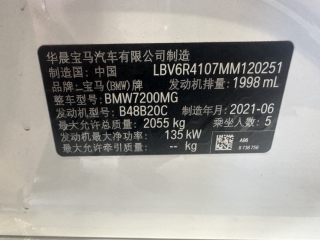 华晨宝马汽车有限公司制造
制造国：中国 LBV6R4107MM120251
品牌：宝马(BMW)牌 发动机排量：1998 mL
整车型号：BMW7200MG
发动机型号：B48B20C 制造年月：2021-06
最大允许总质量：2055 kg 乘坐人数：5
发动机最大净功率：135 kW
最大允许牵引质量：-- kg
A96
9 736 756